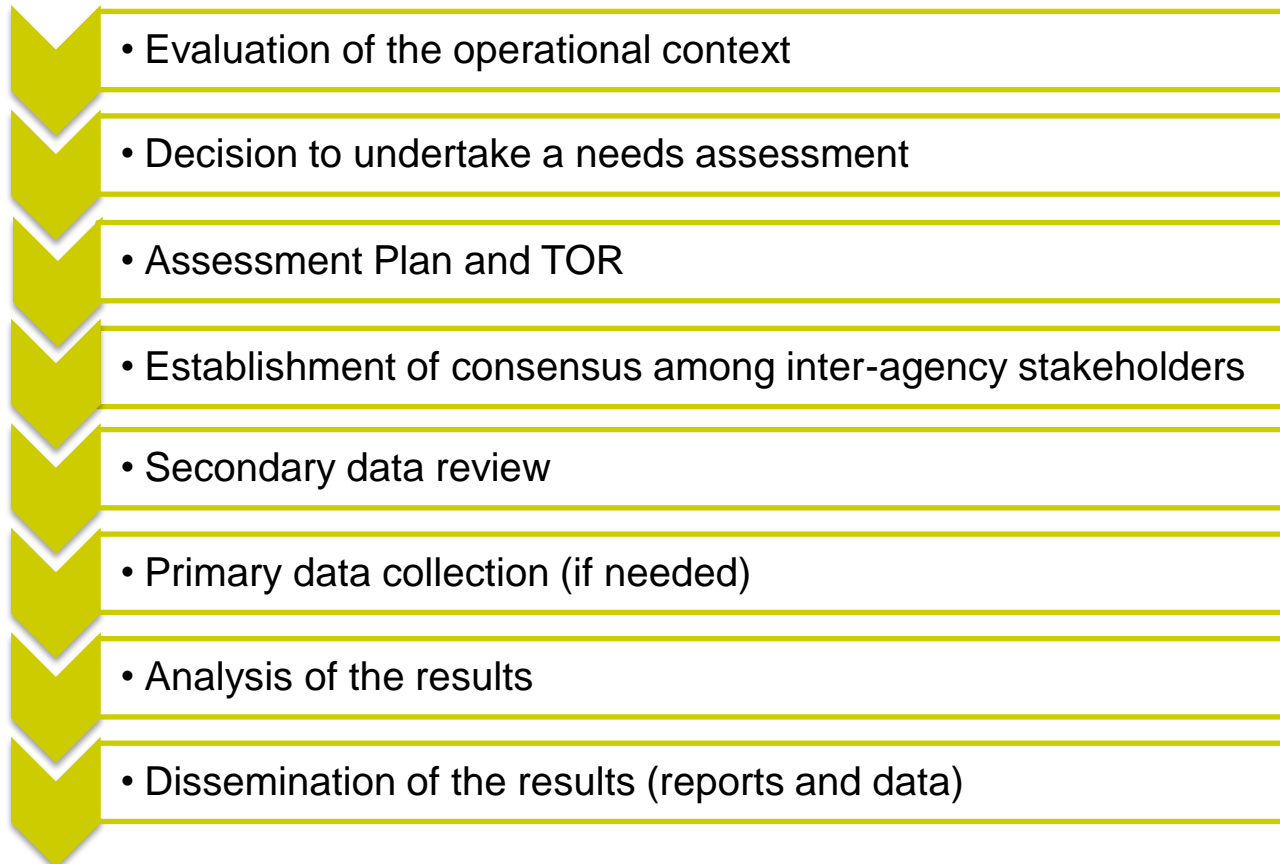 • Evaluation of the operational context
• Decision to undertake a needs assessment
• Assessment Plan and TOR
• Establishment of consensus among inter-agency stakeholders
• Secondary data review
• Primary data collection (if needed)
• Analysis of the results
• Dissemination of the results (reports and data)